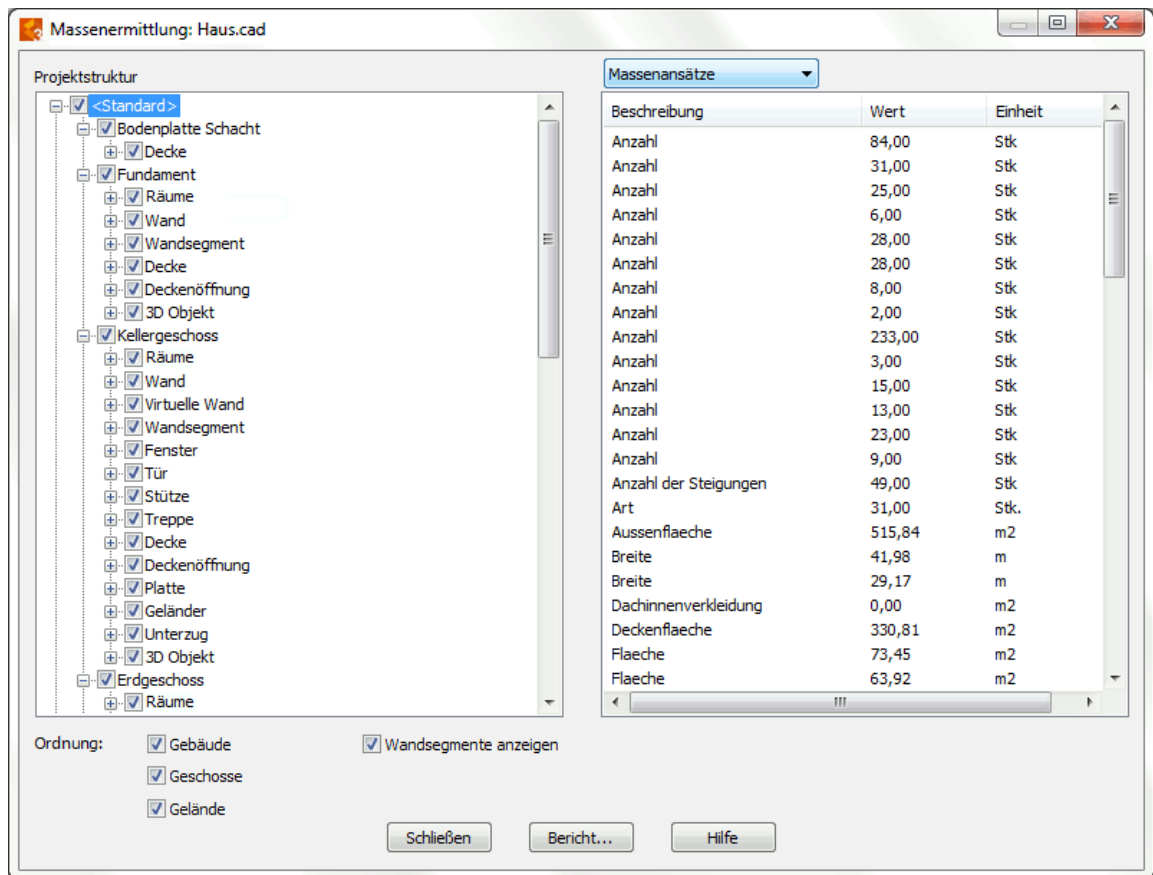 Massenermittlung: Haus.cad
Projektstruktur
<Standard>
Bodenplatte Schacht
Decke
Fundament
Räume
Wand
Wandsegment
Decke
Deckenöffnung
3D Objekt
Kellergeschoss
Räume
Wand
Virtuelle Wand
Wandsegment
Fenster
Tür
Stütze
Treppe
Decke
Deckenöffnung
Platte
Geländer
Unterzug
3D Objekt
Erdgeschoss
Räume
Massenansätze
Beschreibung Wert Einheit
Anzahl 84,00 Stk
Anzahl 31,00 Stk
Anzahl 25,00 Stk
Anzahl 6,00 Stk
Anzahl 28,00 Stk
Anzahl 28,00 Stk
Anzahl 8,00 Stk
Anzahl 2,00 Stk
Anzahl 233,00 Stk
Anzahl 3,00 Stk
Anzahl 15,00 Stk
Anzahl 13,00 Stk
Anzahl 23,00 Stk
Anzahl 9,00 Stk
Anzahl der Steigungen 49,00 Stk
Art 31,00 Stk.
Aussenflaeche 515,84 m2
Breite 41,98 m
Breite 29,17 m
Dachinnenverkleidung 0,00 m2
Deckenflaeche 330,81 m2
Flaeche 73,45 m2
Flaeche 63,92 m2
Ordnung: Gebäude Wandsegmente anzeigen
Geschosse
Gelände
Schließen Bericht... Hilfe